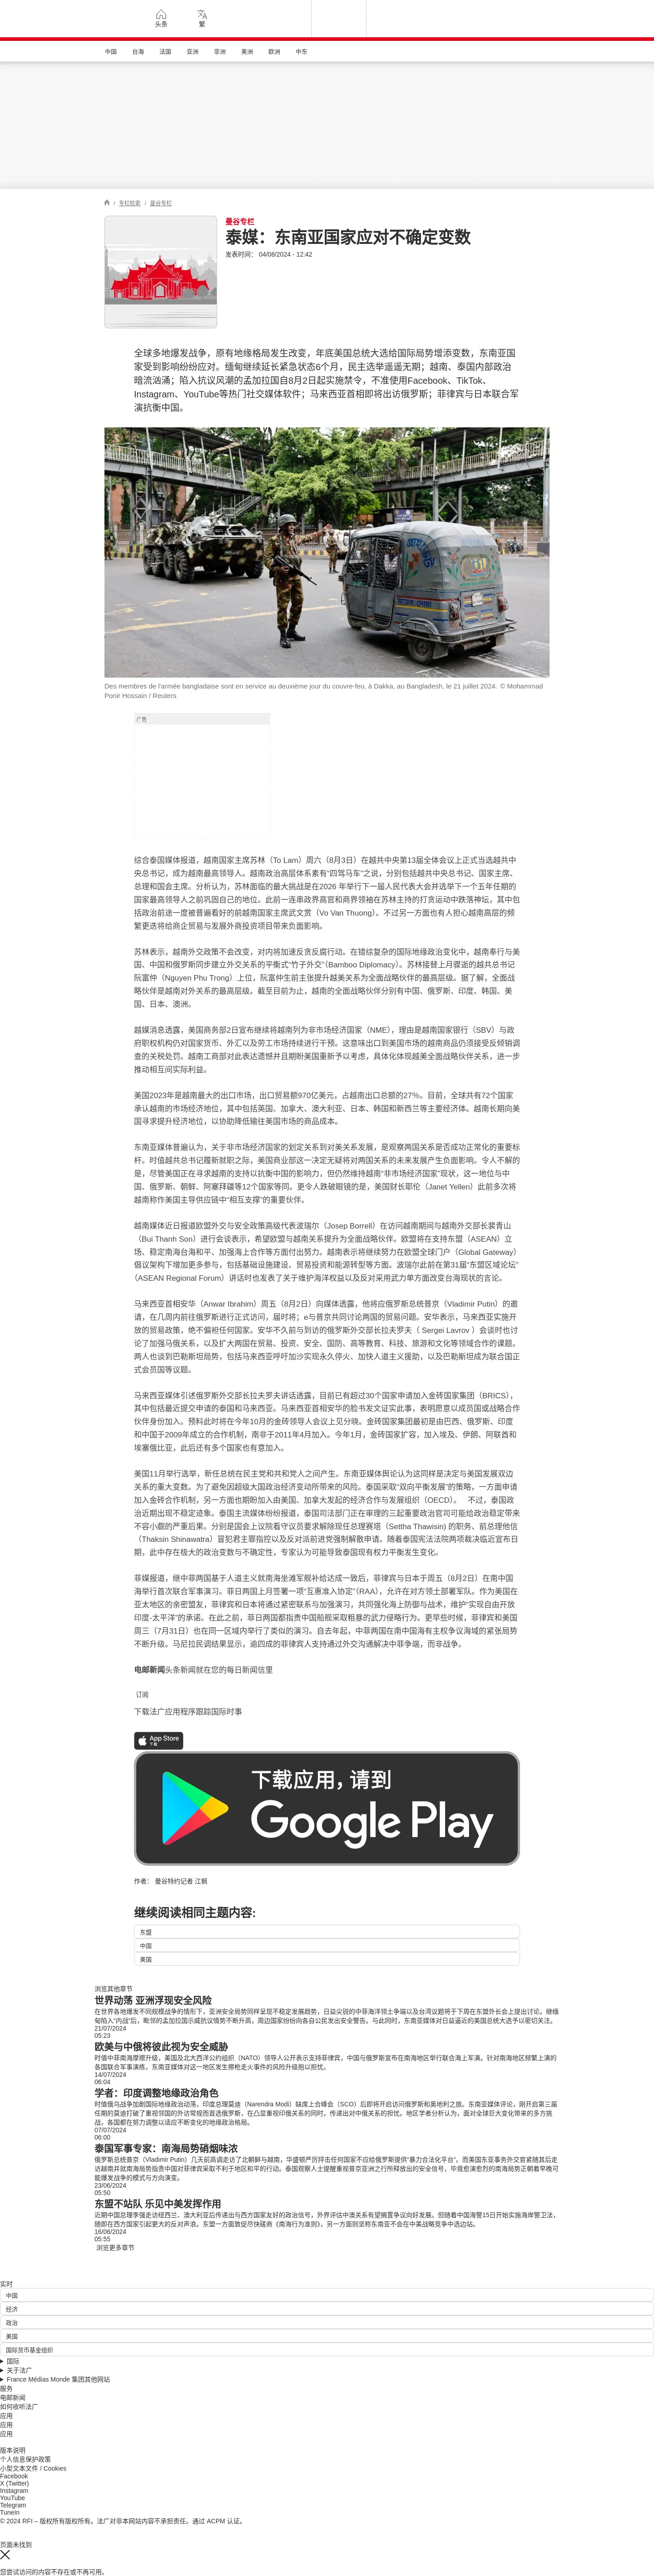 头条
繁
中国
台海
法国
亚洲
非洲
美洲
欧洲
中东
/ 专栏检索 / 曼谷专栏
曼谷专栏
泰媒：东南亚国家应对不确定变数
发表时间： 04/08/2024 - 12:42
全球多地爆发战争，原有地缘格局发生改变，年底美国总统大选给国际局势增添变数，东南亚国
家受到影响纷纷应对。缅甸继续延长紧急状态6个月，民主选举遥遥无期；越南、泰国内部政治
暗流汹涌；陷入抗议风潮的孟加拉国自8月2日起实施禁令，不准使用Facebook、TikTok、
Instagram、YouTube等热门社交媒体软件；马来西亚首相即将出访俄罗斯；菲律宾与日本联合军
演抗衡中国。
Des membres de l'armée bangladaise sont en service au deuxième jour du couvre-feu, à Dakka, au Bangladesh, le 21 juillet 2024. © Mohammad
Ponir Hossain / Reuters
广告
综合泰国媒体报道，越南国家主席苏林（To Lam）周六（8月3日）在越共中央第13届全体会议上正式当选越共中
央总书记，成为越南最高领导人。越南政治高层体系素有“四驾马车”之说，分别包括越共中央总书记、国家主席、
总理和国会主席。分析认为，苏林面临的最大挑战是在2026 年举行下一届人民代表大会并选举下一个五年任期的
国家最高领导人之前巩固自己的地位。此前一连串政界高官和商界领袖在苏林主持的打贪运动中跌落神坛，其中包
括政治前途一度被普遍看好的前越南国家主席武文赏（Vo Van Thuong）。不过另一方面也有人担心越南高层的频
繁更迭将给商企贸易与发展外商投资项目带来负面影响。
苏林表示，越南外交政策不会改变，对内将加速反贪反腐行动。在错综复杂的国际地缘政治变化中，越南奉行与美
国、中国和俄罗斯同步建立外交关系的平衡式“竹子外交”（Bamboo Diplomacy）。苏林接替上月骤逝的越共总书记
阮富仲（Nguyen Phu Trong）上位，阮富仲生前主张提升越美关系为全面战略伙伴的最高层级。据了解，全面战
略伙伴是越南对外关系的最高层级。截至目前为止，越南的全面战略伙伴分别有中国、俄罗斯、印度、韩国、美
国、日本、澳洲。
越媒消息透露，美国商务部2日宣布继续将越南列为非市场经济国家（NME），理由是越南国家银行（SBV）与政
府职权机构仍对国家货币、外汇以及劳工市场持续进行干预。这意味出口到美国市场的越南商品仍须接受反倾销调
查的关税处罚。越南工商部对此表达遗憾并且期盼美国重新予以考虑，具体化体现越美全面战略伙伴关系，进一步
推动相互间实际利益。
美国2023年是越南最大的出口市场，出口贸易额970亿美元，占越南出口总额的27%。目前，全球共有72个国家
承认越南的市场经济地位，其中包括英国、加拿大、澳大利亚、日本、韩国和新西兰等主要经济体。越南长期向美
国寻求提升经济地位，以协助降低输往美国市场的商品成本。
东南亚媒体普遍认为，关于非市场经济国家的划定关系到对美关系发展，是观察两国关系是否成功正常化的重要标
杆。时值越共总书记履新就职之际，美国商业部这一决定无疑将对两国关系的未来发展产生负面影响。令人不解的
是，尽管美国正在寻求越南的支持以抗衡中国的影响力，但仍然维持越南“非市场经济国家”现状，这一地位与中
国、俄罗斯、朝鲜、阿塞拜疆等12个国家等同。更令人跌破眼镜的是，美国财长耶伦（Janet Yellen）此前多次将
越南称作美国主导供应链中“相互支撑”的重要伙伴。
越南媒体近日报道欧盟外交与安全政策高级代表波瑞尔（Josep Borrell）在访问越南期间与越南外交部长裴青山
（Bui Thanh Son）进行会谈表示，希望欧盟与越南关系提升为全面战略伙伴。欧盟将在支持东盟（ASEAN）立
场、稳定南海台海和平、加强海上合作等方面付出努力。越南表示将继续努力在欧盟全球门户（Global Gateway）
倡议架构下增加更多参与，包括基础设施建设、贸易投资和能源转型等方面。波瑞尔此前在第31届“东盟区域论坛”
（ASEAN Regional Forum）讲话时也发表了关于维护海洋权益以及反对采用武力单方面改变台海现状的言论。
马来西亚首相安华（Anwar Ibrahim）周五（8月2日）向媒体透露，他将应俄罗斯总统普京（Vladimir Putin）的邀
请，在几周内前往俄罗斯进行正式访问，届时将；e与普京共同讨论两国的贸易问题。安华表示，马来西亚实施开
放的贸易政策，绝不偏袒任何国家。安华不久前与到访的俄罗斯外交部长拉夫罗夫（ Sergei Lavrov ）会谈时也讨
论了加强马俄关系，以及扩大两国在贸易、投资、安全、国防、高等教育、科技、旅游和文化等领域合作的课题。
两人也谈到巴勒斯坦局势，包括马来西亚呼吁加沙实现永久停火、加快人道主义援助，以及巴勒斯坦成为联合国正
式会员国等议题。
马来西亚媒体引述俄罗斯外交部长拉夫罗夫讲话透露，目前已有超过30个国家申请加入金砖国家集团（BRICS），
其中包括最近提交申请的泰国和马来西亚。马来西亚首相安华的脸书发文证实此事，表明愿意以成员国或战略合作
伙伴身份加入。预料此时将在今年10月的金砖领导人会议上见分晓。金砖国家集团最初是由巴西、俄罗斯、印度
和中国于2009年成立的合作机制，南非于2011年4月加入。今年1月，金砖国家扩容，加入埃及、伊朗、阿联酋和
埃塞俄比亚，此后还有多个国家也有意加入。
美国11月举行选举，新任总统在民主党和共和党人之间产生。东南亚媒体舆论认为这同样是决定与美国发展双边
关系的重大变数。为了避免因超级大国政治经济变动所带来的风险。泰国采取“双向平衡发展”的策略，一方面申请
加入金砖合作机制，另一方面也期盼加入由美国、加拿大发起的经济合作与发展组织（OECD）。 不过，泰国政
治近期出现不稳定迹象。泰国主流媒体纷纷报道，泰国司法部门正在审理的三起重要政治官司可能给政治稳定带来
不容小觑的严重后果。分别是国会上议院看守议员要求解除现任总理赛塔（Settha Thawisin) 的职务、前总理他信
（Thaksin Shinawatra）冒犯君主罪指控以及反对派前进党强制解散申请。随着泰国宪法法院两项裁决临近宣布日
期，此中存在极大的政治变数与不确定性，专家认为可能导致泰国现有权力平衡发生变化。
菲媒报道，继中菲两国基于人道主义就南海坐滩军舰补给达成一致后，菲律宾与日本于周五（8月2日）在南中国
海举行首次联合军事演习。菲日两国上月签署一项“互惠准入协定”（RAA），允许在对方领土部署军队。作为美国在
亚太地区的亲密盟友，菲律宾和日本将通过紧密联系与加强演习，共同强化海上防御与战术，维护“实现自由开放
印度-太平洋”的承诺。在此之前，菲日两国都指责中国船舰采取粗暴的武力侵略行为。更早些时候，菲律宾和美国
周三（7月31日）也在同一区域内举行了类似的演习。自去年起，中菲两国在南中国海有主权争议海域的紧张局势
不断升级。马尼拉民调结果显示，逾四成的菲律宾人支持通过外交沟通解决中菲争端，而非战争。
电邮新闻头条新闻就在您的每日新闻信里
订阅
下载法广应用程序跟踪国际时事
App Store
下载
下载应用，请到
Google Play
作者： 曼谷特约记者 江枫
继续阅读相同主题内容:
东盟
中国
美国
浏览其他章节
世界动荡 亚洲浮现安全风险
在世界各地爆发不同规模战争的情形下，亚洲安全局势同样呈现不稳定发展趋势，日益尖锐的中菲海洋领土争端以及台湾议题将于下周在东盟外长会上提出讨论。继缅
甸陷入“内战”后，毗邻的孟加拉国示威抗议情势不断升高，周边国家纷纷向各自公民发出安全警告。与此同时，东南亚媒体对日益逼近的美国总统大选予以密切关注。
21/07/2024
05:23
欧美与中俄将彼此视为安全威胁
时值中菲南海摩擦升级，美国及北大西洋公约组织（NATO）领导人公开表示支持菲律宾，中国与俄罗斯宣布在南海地区举行联合海上军演。针对南海地区频繁上演的
各国联合军事演练，东南亚媒体对这一地区发生擦枪走火事件的风险升级抱以担忧。
14/07/2024
06:04
学者：印度调整地缘政治角色
时值俄乌战争加剧国际地缘政治动荡，印度总理莫迪（Narendra Modi）缺席上合峰会（SCO）后即将开启访问俄罗斯和奥地利之旅。东南亚媒体评论，刚开启第三届
任期的莫迪打破了重视邻国的外访常规而首选俄罗斯，在凸显重视印俄关系的同时，传递出对中俄关系的担忧。地区学者分析认为，面对全球巨大变化带来的多方挑
战，各国都在努力调整以适应不断变化的地缘政治格局。
07/07/2024
06:00
泰国军事专家：南海局势硝烟味浓
俄罗斯总统普京（Vladimir Putin）几天前高调走访了北朝鲜与越南，华盛顿严厉抨击任何国家不应给俄罗斯提供“暴力合法化平台”。而美国东亚事务外交官紧随其后走
访越南并就南海局势指责中国对菲律宾采取不利于地区和平的行动。泰国观察人士提醒重视普京亚洲之行所释放出的安全信号，毕竟愈演愈烈的南海局势正朝着早晚可
能爆发战争的模式与方向演变。
23/06/2024
05:50
东盟不站队 乐见中美发挥作用
近期中国总理李强走访纽西兰、澳大利亚后传递出与西方国家友好的政治信号，外界评估中澳关系有望搁置争议向好发展。但随着中国海警15日开始实施海岸警卫法，
随即在西方国家引起更大的反对声浪。东盟一方面敦促尽快磋商《南海行为准则》，另一方面则坚称东南亚不会在中美战略竞争中选边站。
16/06/2024
05:55
浏览更多章节
实时
中国
经济
政治
美国
国际货币基金组织
国际
关于法广
France Médias Monde 集团其他网站
服务
电邮新闻
如何收听法广
应用
应用
应用
版本说明
个人信息保护政策
小型文本文件 / Cookies
Facebook
X (Twitter)
Instagram
YouTube
Telegram
TuneIn
© 2024 RFI – 版权所有版权所有。法广对非本网站内容不承担责任。通过 ACPM 认证。
页面未找到
您尝试访问的内容不存在或不再可用。